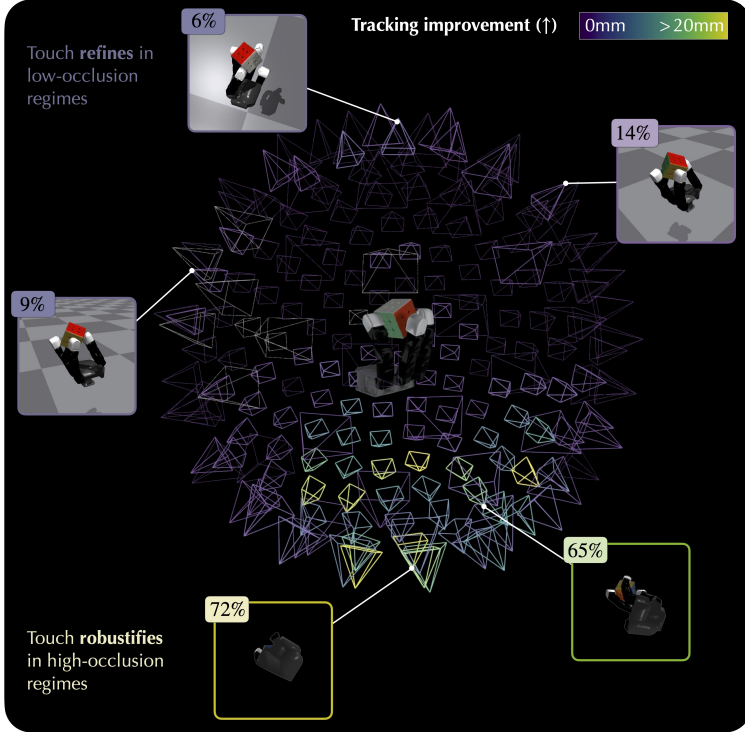 6%
Tracking improvement (↑)
0mm
>20mm
Touch refines in
low-occlusion
regimes
14%
9%
65%
72%
Touch robustifies
in high-occlusion
regimes